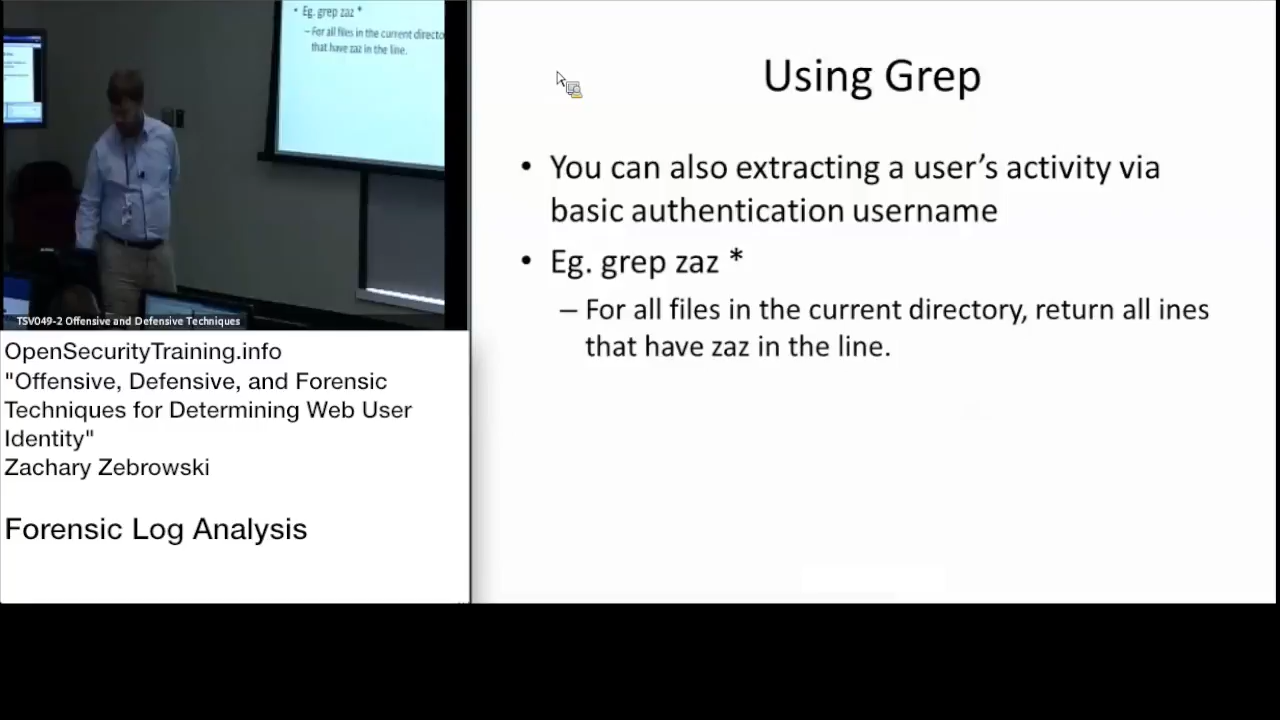 • Eg. grep zaz *
– For all files in the current directo
that have zaz in the line.
TSV049-2 Offensive and Defensive Techniques
OpenSecurityTraining.info
"Offensive, Defensive, and Forensic
Techniques for Determining Web User
Identity"
Zachary Zebrowski
Forensic Log Analysis
Using Grep
• You can also extracting a user’s activity via
basic authentication username
• Eg. grep zaz *
– For all files in the current directory, return all ines
that have zaz in the line.